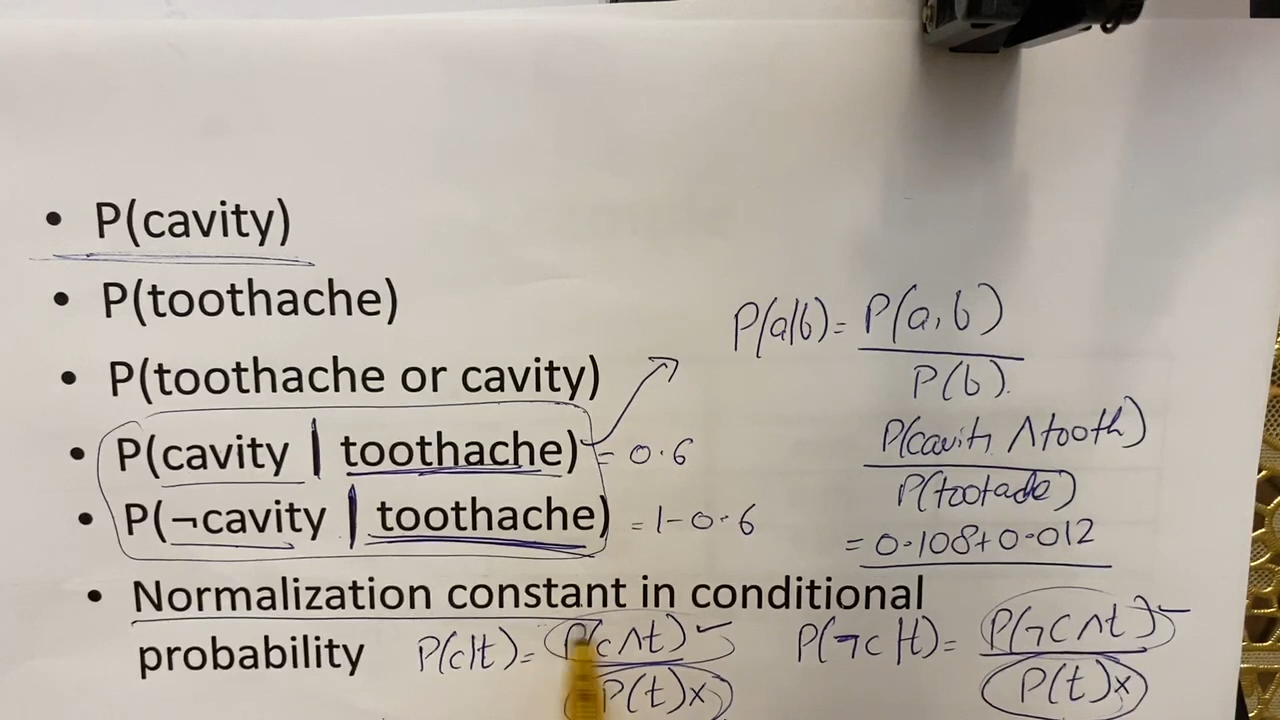 • P(cavity)
• P(toothache)
• P(toothache or cavity)
• P(cavity | toothache) = 0.6
• P(¬cavity | toothache) = 1-0.6
• Normalization constant in conditional
probability
P(a|b) = P(a,b)
P(b).
P(cavity ∧ tooth)
P(tootade)
= 0.108+0.012
P(c|t) = P(c∧t) ✓
P(t) x
P(¬c|t) = P(¬c∧t) ✓
P(t) x